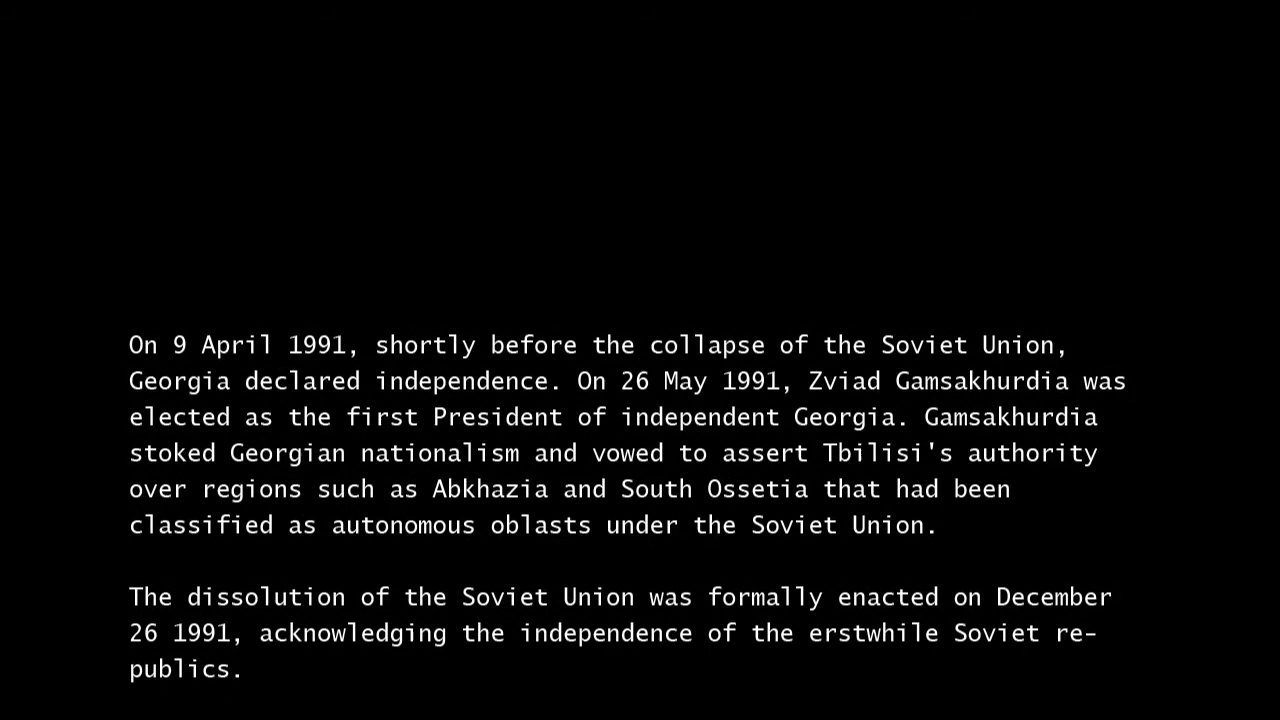 On 9 April 1991, shortly before the collapse of the Soviet Union,
Georgia declared independence. On 26 May 1991, Zviad Gamsakhurdia was
elected as the first President of independent Georgia. Gamsakhurdia
stoked Georgian nationalism and vowed to assert Tbilisi's authority
over regions such as Abkhazia and South Ossetia that had been
classified as autonomous oblasts under the Soviet Union.

The dissolution of the Soviet Union was formally enacted on December
26 1991, acknowledging the independence of the erstwhile Soviet re-
publics.